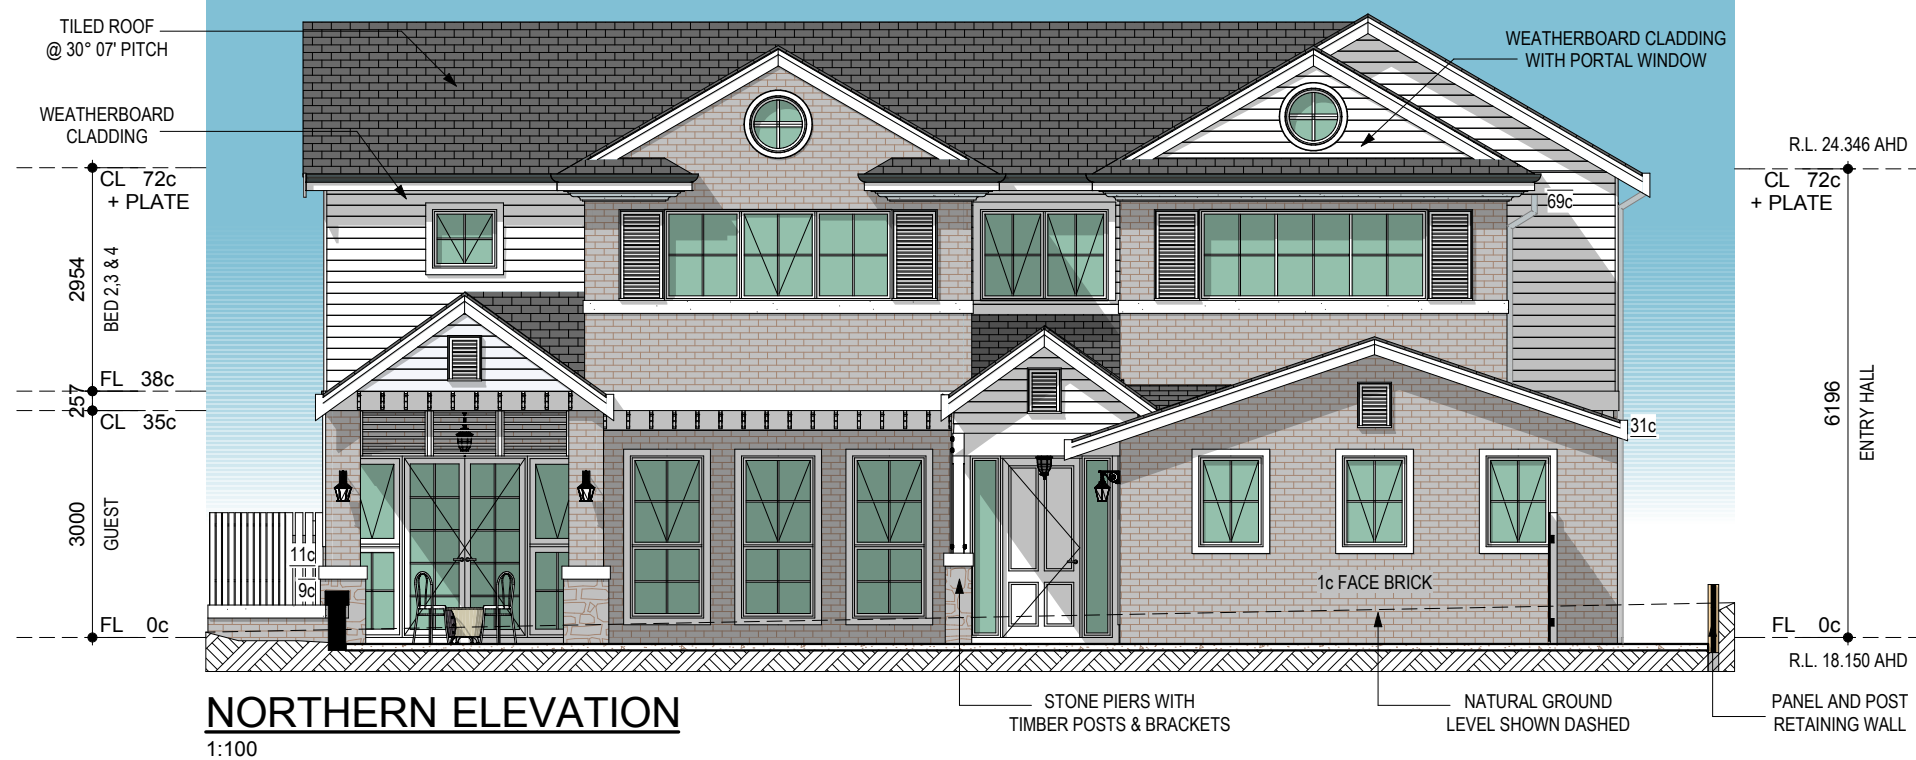 TILED ROOF
@ 30° 07' PITCH
WEATHERBOARD
CLADDING
WEATHERBOARD CLADDING
WITH PORTAL WINDOW
R.L. 24.346 AHD
CL 72c
+ PLATE
CL 72c
+ PLATE
69c
2954
BED 2,3 & 4
FL 38c
257
CL 35c
3000
GUEST
11c
9c
FL 0c
31c
6196
ENTRY HALL
1c FACE BRICK
FL 0c
R.L. 18.150 AHD
STONE PIERS WITH
TIMBER POSTS & BRACKETS
NATURAL GROUND
LEVEL SHOWN DASHED
PANEL AND POST
RETAINING WALL
NORTHERN ELEVATION
1:100